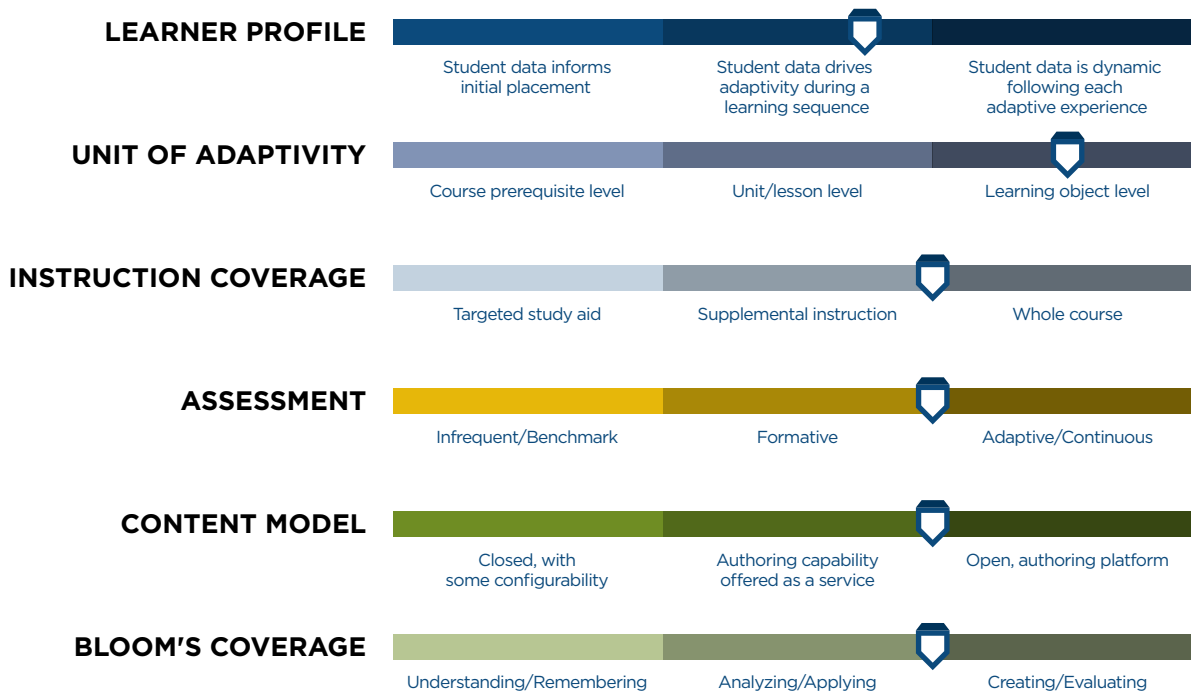 LEARNER PROFILE
Student data informs
initial placement
Student data drives
adaptivity during a
learning sequence
Student data is dynamic
following each
adaptive experience
UNIT OF ADAPTIVITY
Course prerequisite level
Unit/lesson level
Learning object level
INSTRUCTION COVERAGE
Targeted study aid
Supplemental instruction
Whole course
ASSESSMENT
Infrequent/Benchmark
Formative
Adaptive/Continuous
CONTENT MODEL
Closed, with
some configurability
Authoring capability
offered as a service
Open, authoring platform
BLOOM'S COVERAGE
Understanding/Remembering
Analyzing/Applying
Creating/Evaluating